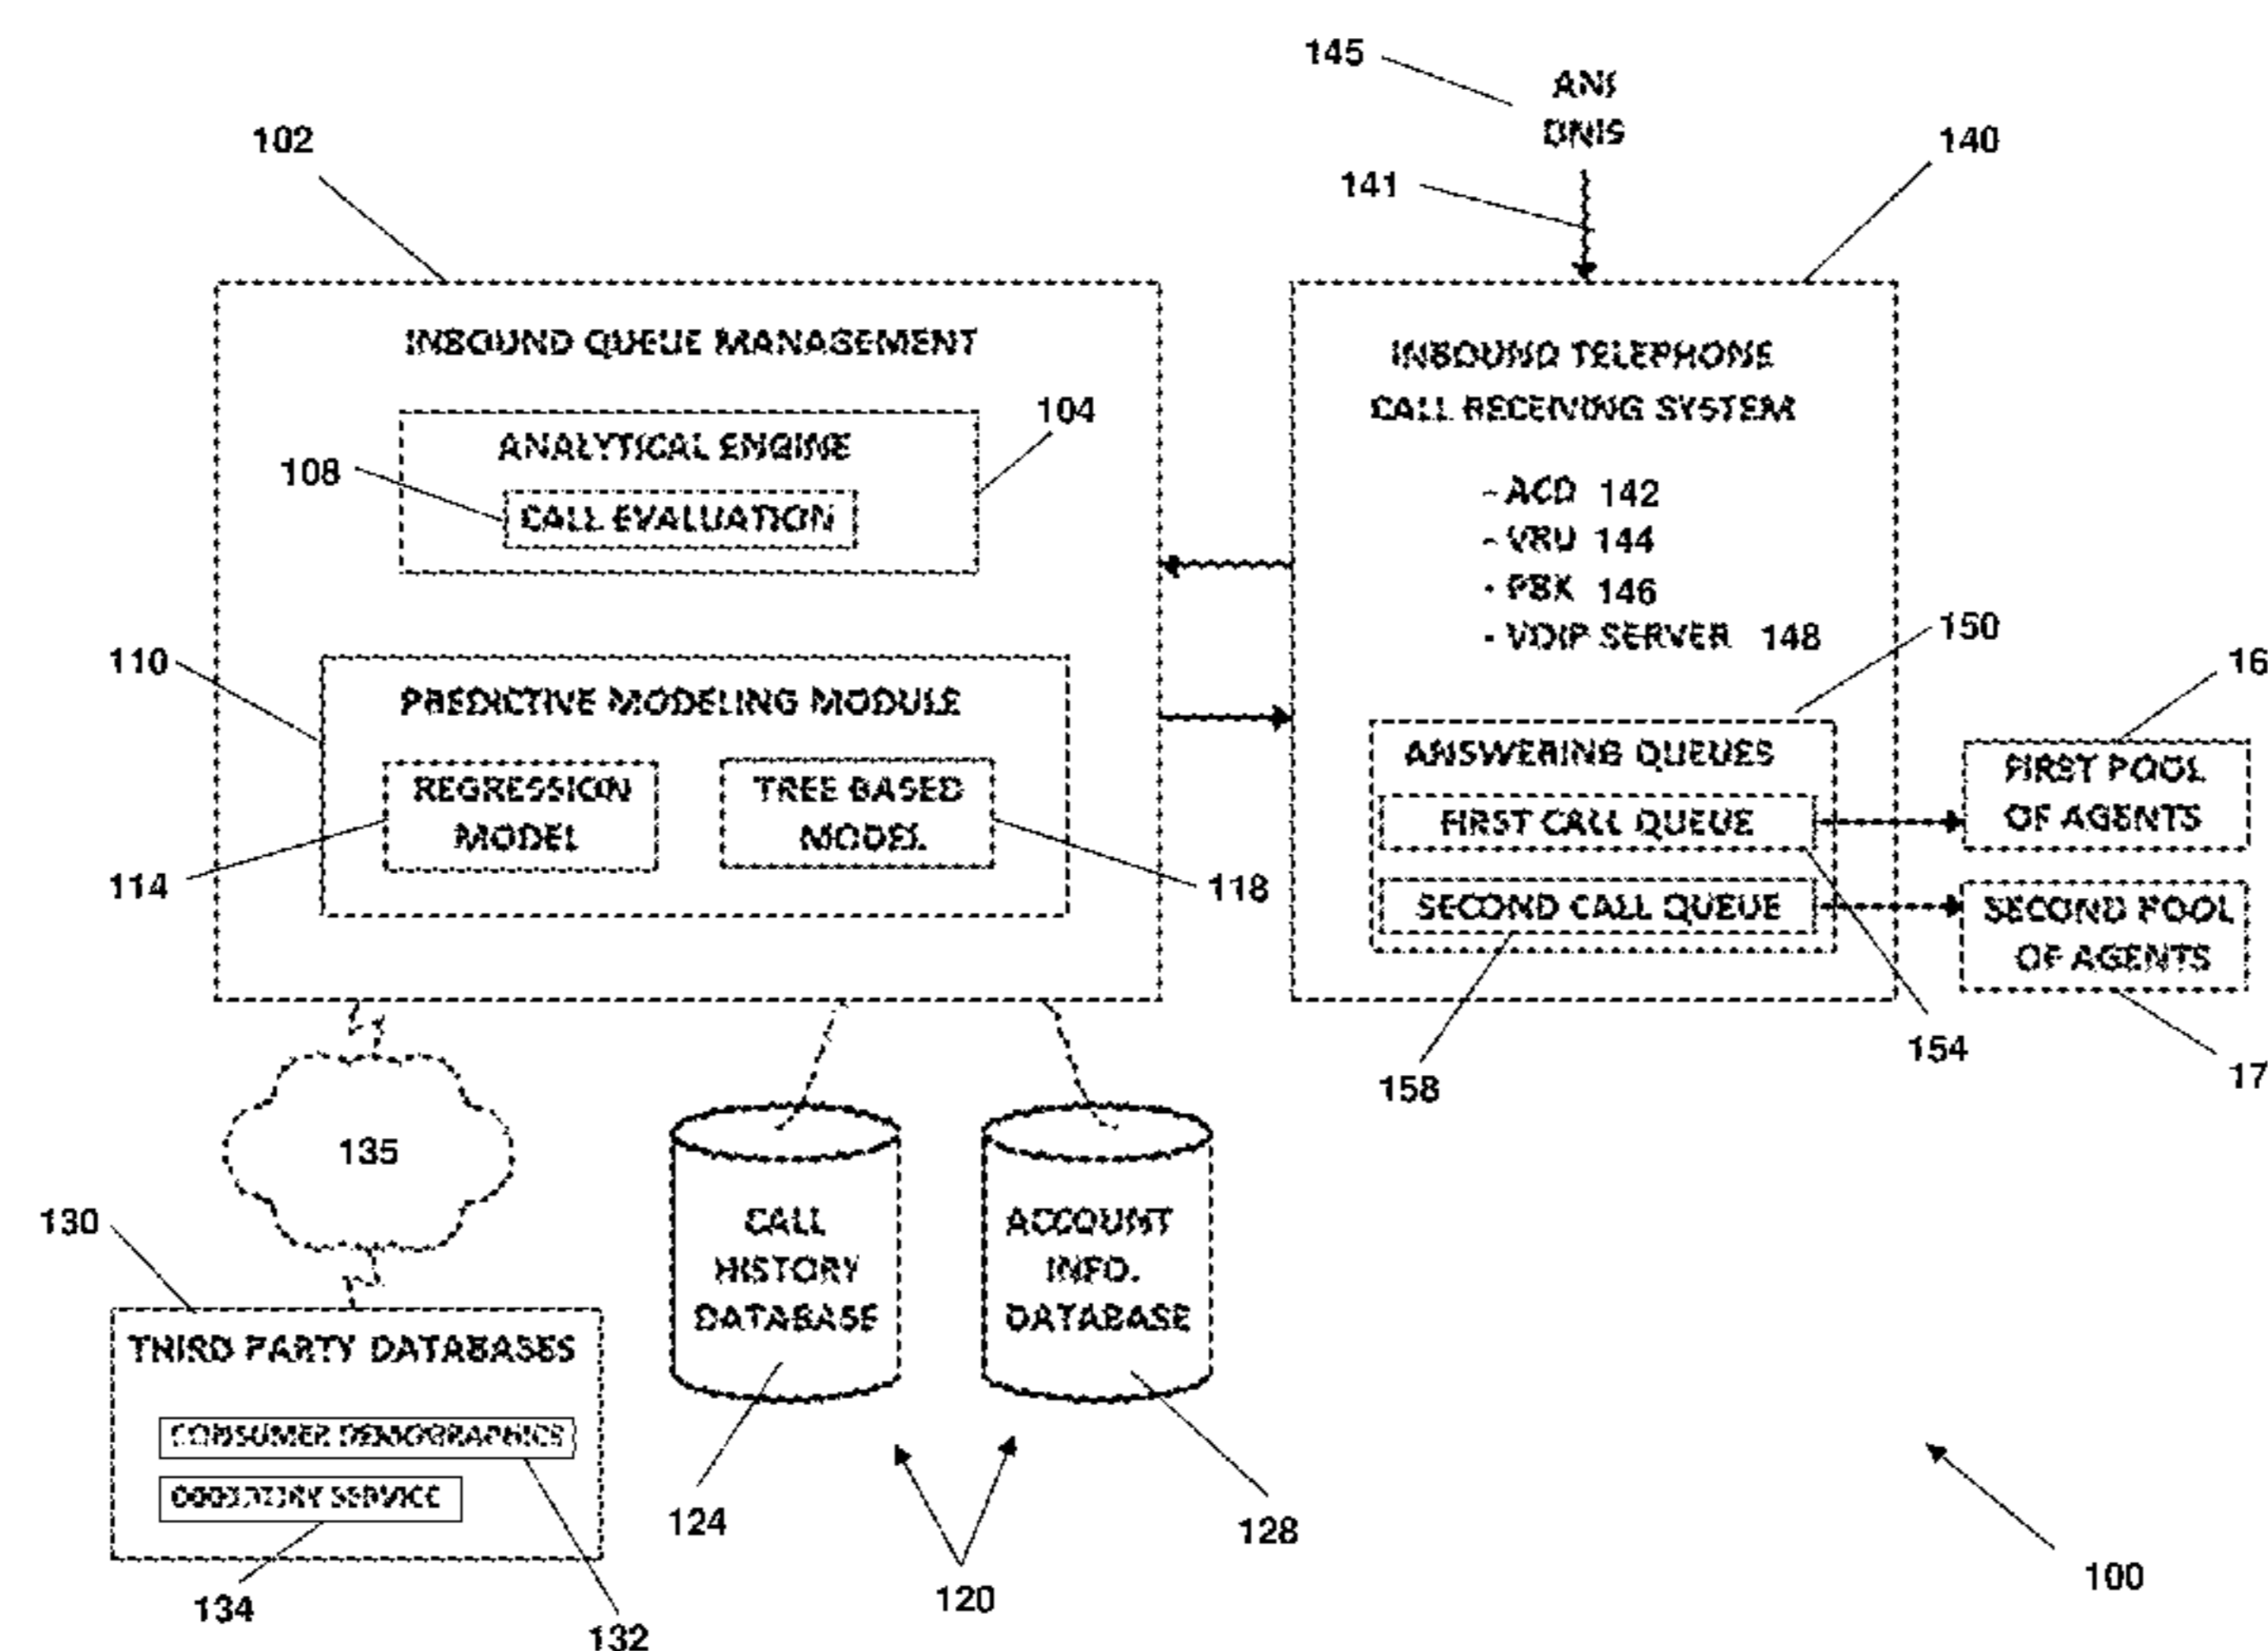 145
ANI
DNIS
102
140
141
INBOUND QUEUE MANAGEMENT
INBOUND TELEPHONE
CALL RECEIVING SYSTEM
104
ANALYTICAL ENGINE
108
CALL EVALUATION
- ACD 142
- VRU 144
- PBX 146
- VOIP SERVER 148
150
110
16
PREDICTIVE MODELING MODULE
REGRESSION
MODEL
TREE BASED
MODEL
114
118
ANSWERING QUEUES
FIRST CALL QUEUE
SECOND CALL QUEUE
FIRST POOL
OF AGENTS
SECOND POOL
OF AGENTS
154
158
17
135
130
THIRD PARTY DATABASES
CONSUMER DEMOGRAPHICS
SERVICE
134
132
CALL
HISTORY
DATABASE
ACCOUNT
INFO.
DATABASE
124
128
120
100